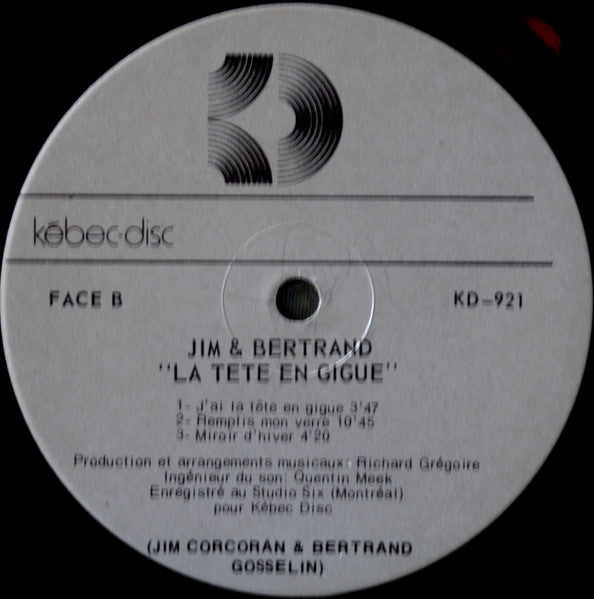 KD
kébec-disc
FACE B
KD-921
JIM & BERTRAND
"LA TETE EN GIGUE"
1- J'ai la tête en gigue 3'47
2- Remplis mon verre 10'45
3- Miroir d'hiver 4'20
Production et arrangements musicaux: Richard Grégoire
Ingénieur du son: Quentin Meek
Enregistré au Studio Six (Montréal)
pour Kébec Disc
(JIM CORCORAN & BERTRAND
GOSSELIN)